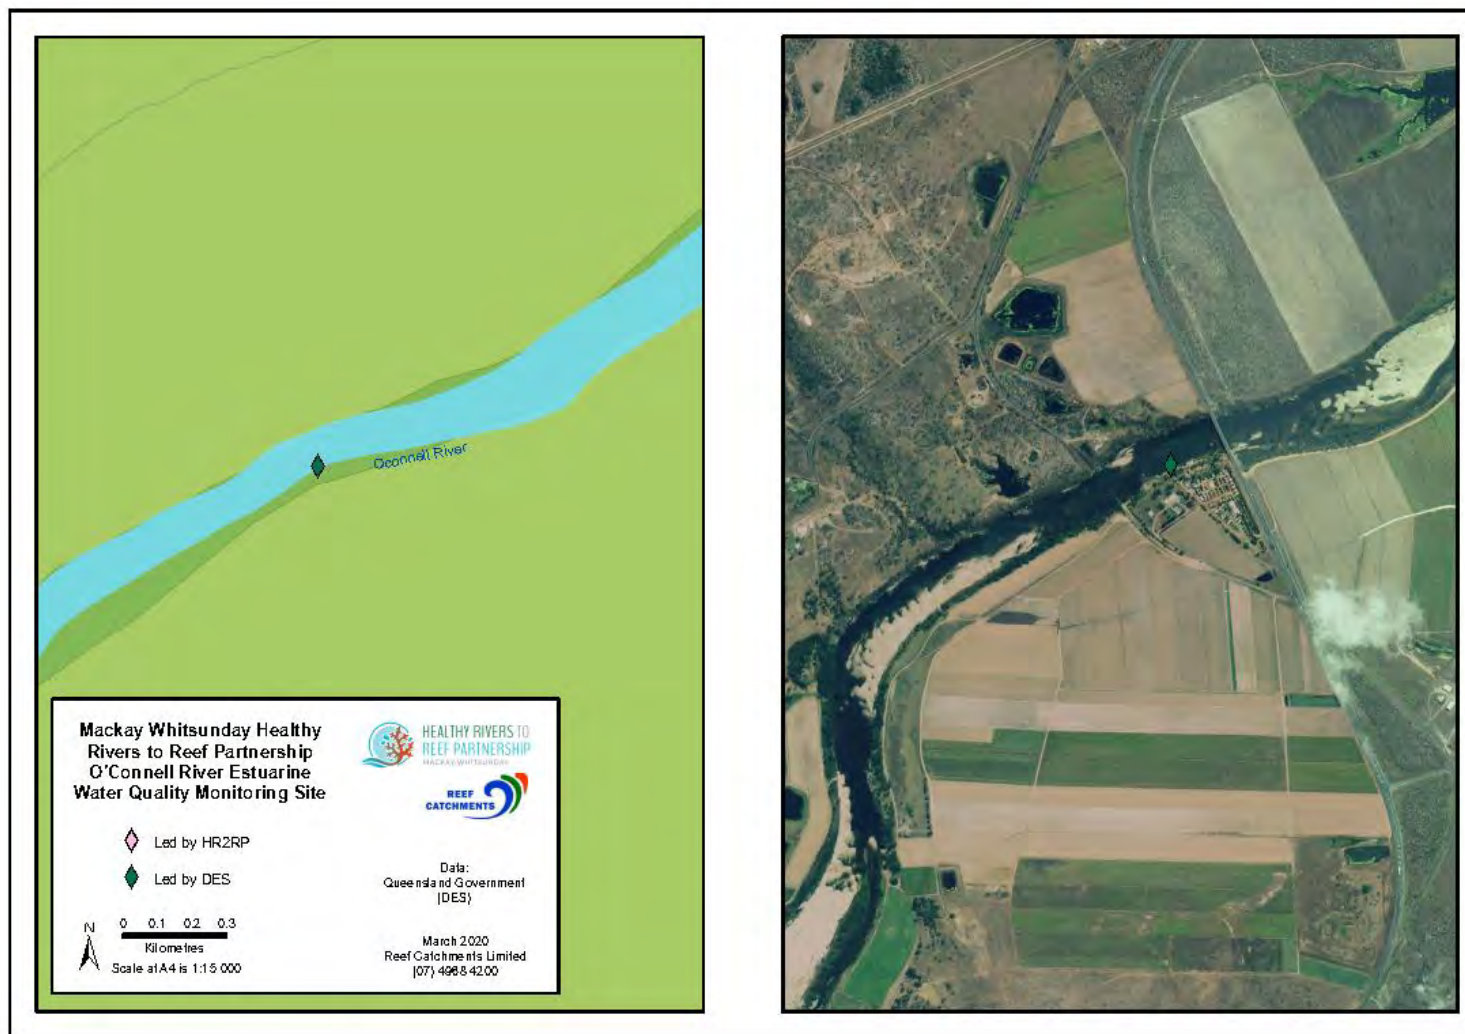 Oconnell River
Mackay Whitsunday Healthy
Rivers to Reef Partnership
O'Connell River Estuarine
Water Quality Monitoring Site
HEALTHY RIVERS TO
REEF PARTNERSHIP
MACKAY-WHITSUNDAY
REEF
CATCHMENTS
Led by HR2RP
Led by DES
N
0 0.1 0.2 0.3
Kilometres
Scale at A4 is 1:15 000
Data:
Queensland Government
(DES)
March 2020
Reef Catchments Limited
(07) 4968 4200